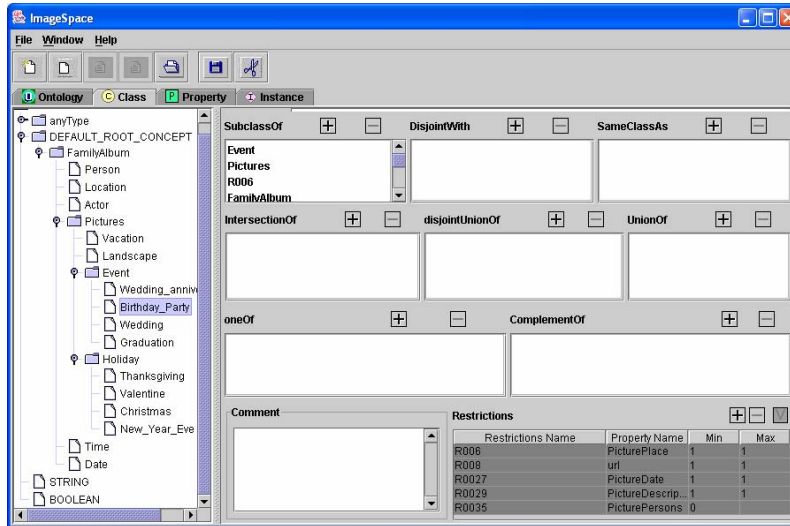 ImageSpace
File Window Help
Ontology Class Property Instance
anyType
DEFAULT_ROOT_CONCEPT
FamilyAlbum
Person
Location
Actor
Pictures
Vacation
Landscape
Event
Wedding_annive
Birthday_Party
Wedding
Graduation
Holiday
Thanksgiving
Valentine
Christmas
New_Year_Eve
Time
Date
STRING
BOOLEAN
SubclassOf DisjointWith SameClassAs
Event
Pictures
R006
FamilyAlbum
IntersectionOf disjointUnionOf UnionOf
oneOf ComplementOf
Comment
Restrictions
Restrictions Name Property Name Min Max
R006 PicturePlace 1 1
R008 url 1 1
R0027 PictureDate 1 1
R0029 PictureDescrip... 1 1
R0035 PicturePersons 0